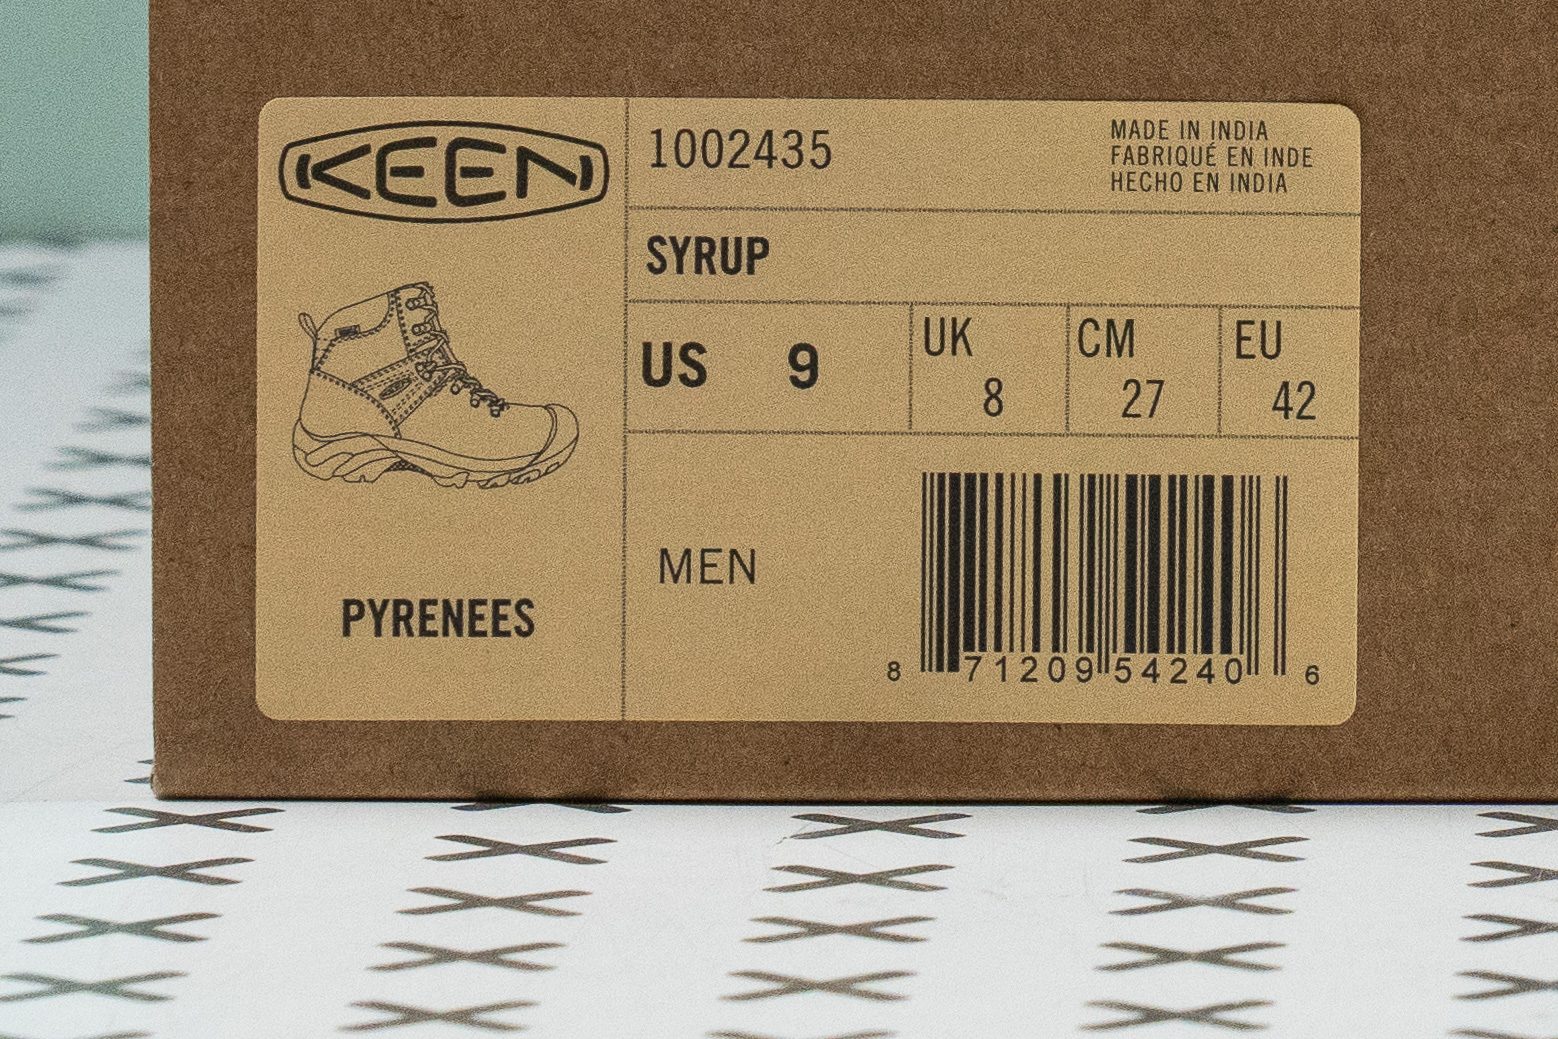 KEEN
1002435
MADE IN INDIA
FABRIQUÉ EN INDE
HECHO EN INDIA
SYRUP
US 9
UK 8
CM 27
EU 42
PYRENEES
MEN
8 71209 54240 6